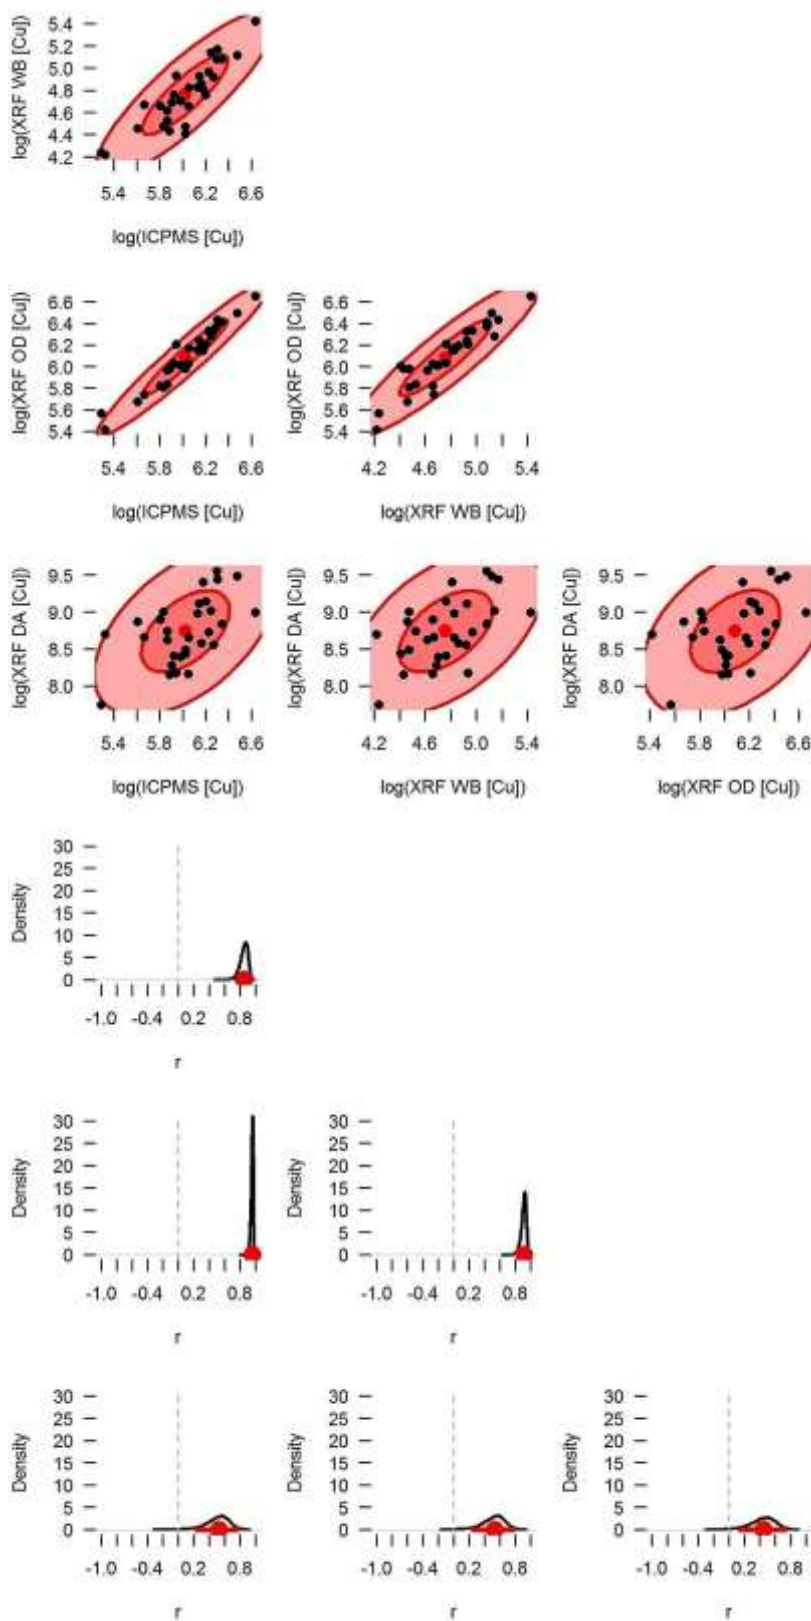 log(XRF WB [Cu])
5.4
5.2
5.0
4.8
4.6
4.4
4.2
5.4 5.8 6.2 6.6
log(ICPMS [Cu])
log(XRF OD [Cu])
6.6
6.4
6.2
6.0
5.8
5.6
5.4
5.4 5.8 6.2 6.6
log(ICPMS [Cu])
log(XRF OD [Cu])
6.6
6.4
6.2
6.0
5.8
5.6
5.4
4.2 4.6 5.0 5.4
log(XRF WB [Cu])
log(XRF DA [Cu])
9.5
9.0
8.5
8.0
5.4 5.8 6.2 6.6
log(ICPMS [Cu])
log(XRF DA [Cu])
9.5
9.0
8.5
8.0
4.2 4.6 5.0 5.4
log(XRF WB [Cu])
log(XRF DA [Cu])
9.5
9.0
8.5
8.0
5.4 5.8 6.2 6.6
log(XRF OD [Cu])
Density
30
25
20
15
10
5
0
-1.0 -0.4 0.2 0.8
r
Density
30
25
20
15
10
5
0
-1.0 -0.4 0.2 0.8
r
Density
30
25
20
15
10
5
0
-1.0 -0.4 0.2 0.8
r
Density
30
25
20
15
10
5
0
-1.0 -0.4 0.2 0.8
r
Density
30
25
20
15
10
5
0
-1.0 -0.4 0.2 0.8
r
Density
30
25
20
15
10
5
0
-1.0 -0.4 0.2 0.8
r